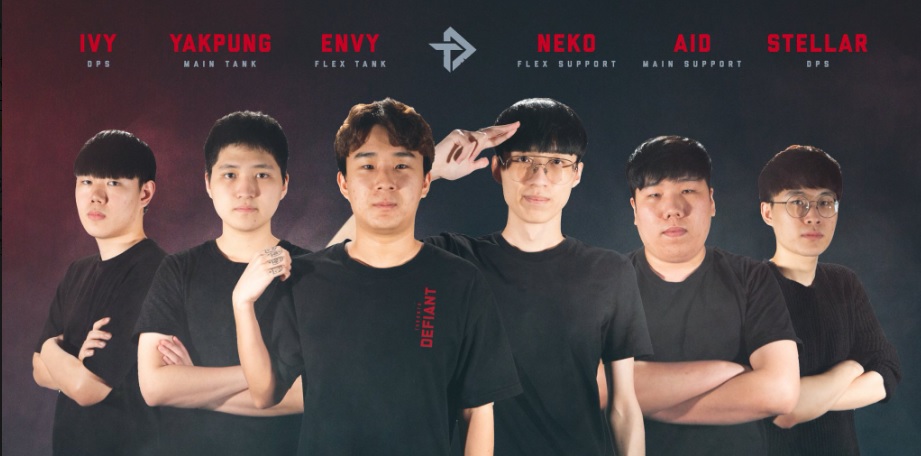 IVY YAKPUNG ENVY NEKO AID STELLAR
DPS MAIN TANK FLEX TANK FLEX SUPPORT MAIN SUPPORT DPS
DEFIANT